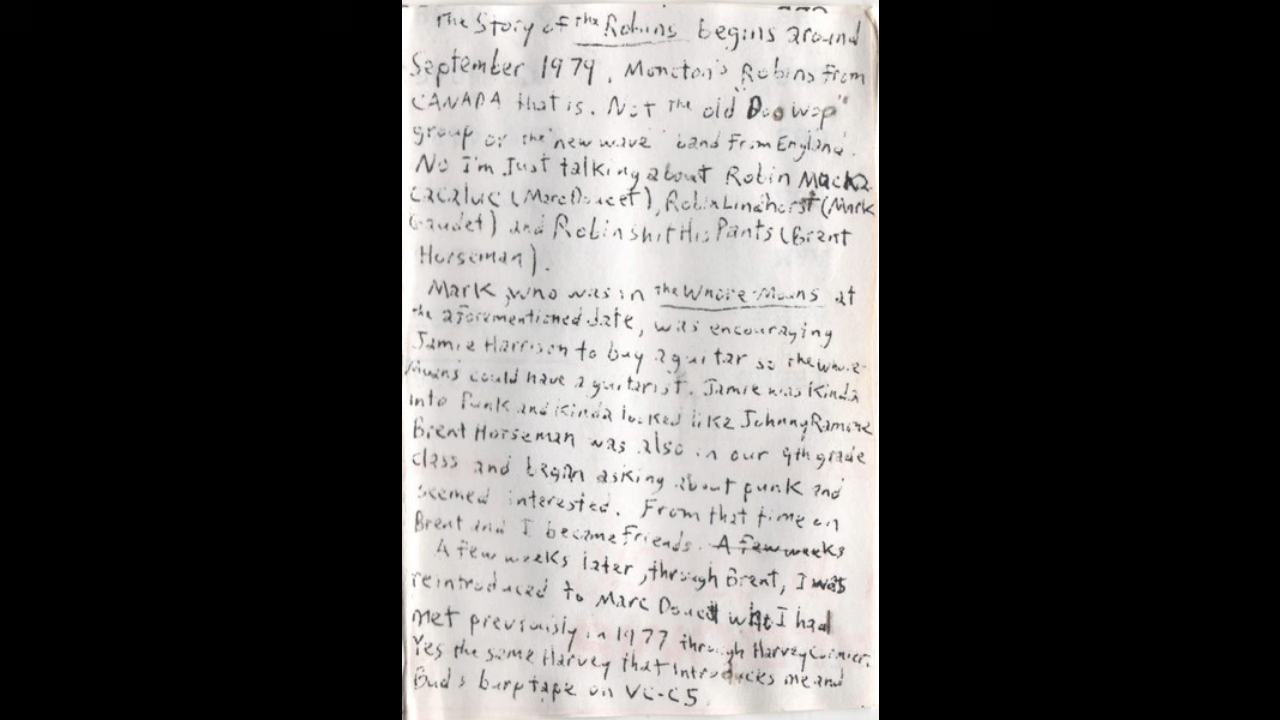 The Story of the Robins begins around
September 1979, Moncton's Robins from
CANADA that is. Not the old "Doo wop"
group or the "new wave" band from England.
No I'm Just talking about Robin
(Marc Doucet), Robin Lindhorst (Mark
Gaudet) and Robin shit His Pants (Brent
Horseman).
Mark, who was in the Whore-Moans at
the aforementioned date, was encouraging
Jamie Harrison to buy a guitar so the Whore-
Moans could have a guitarist. Jamie was Kinda
into Punk and Kinda looked like Johnny Ramone
Brent Horseman was also in our 9th grade
class and began asking about punk and
seemed interested. From that time on
Brent and I became friends. A few weeks
A few weeks later, through Brent, I was
reintroduced to Marc Doucet I had
met previously in 1977 through Harvey Cormier.
Yes the same Harvey that introduces me and
Bud's burp tape on VC-C5